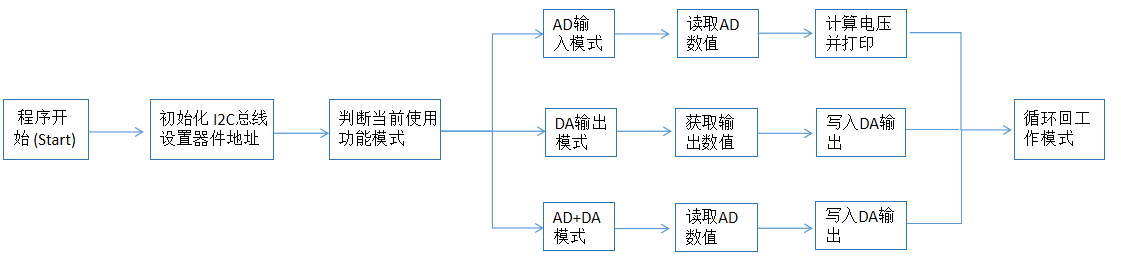 程序开
始 (Start)
初始化 I2C总线
设置器件地址
判断当前使用
功能模式
AD输
入模式
读取AD
数值
计算电压
并打印
DA输出
模式
获取输
出数值
写入DA输
出
AD+DA
模式
读取AD
数值
写入DA输
出
循环回工
作模式